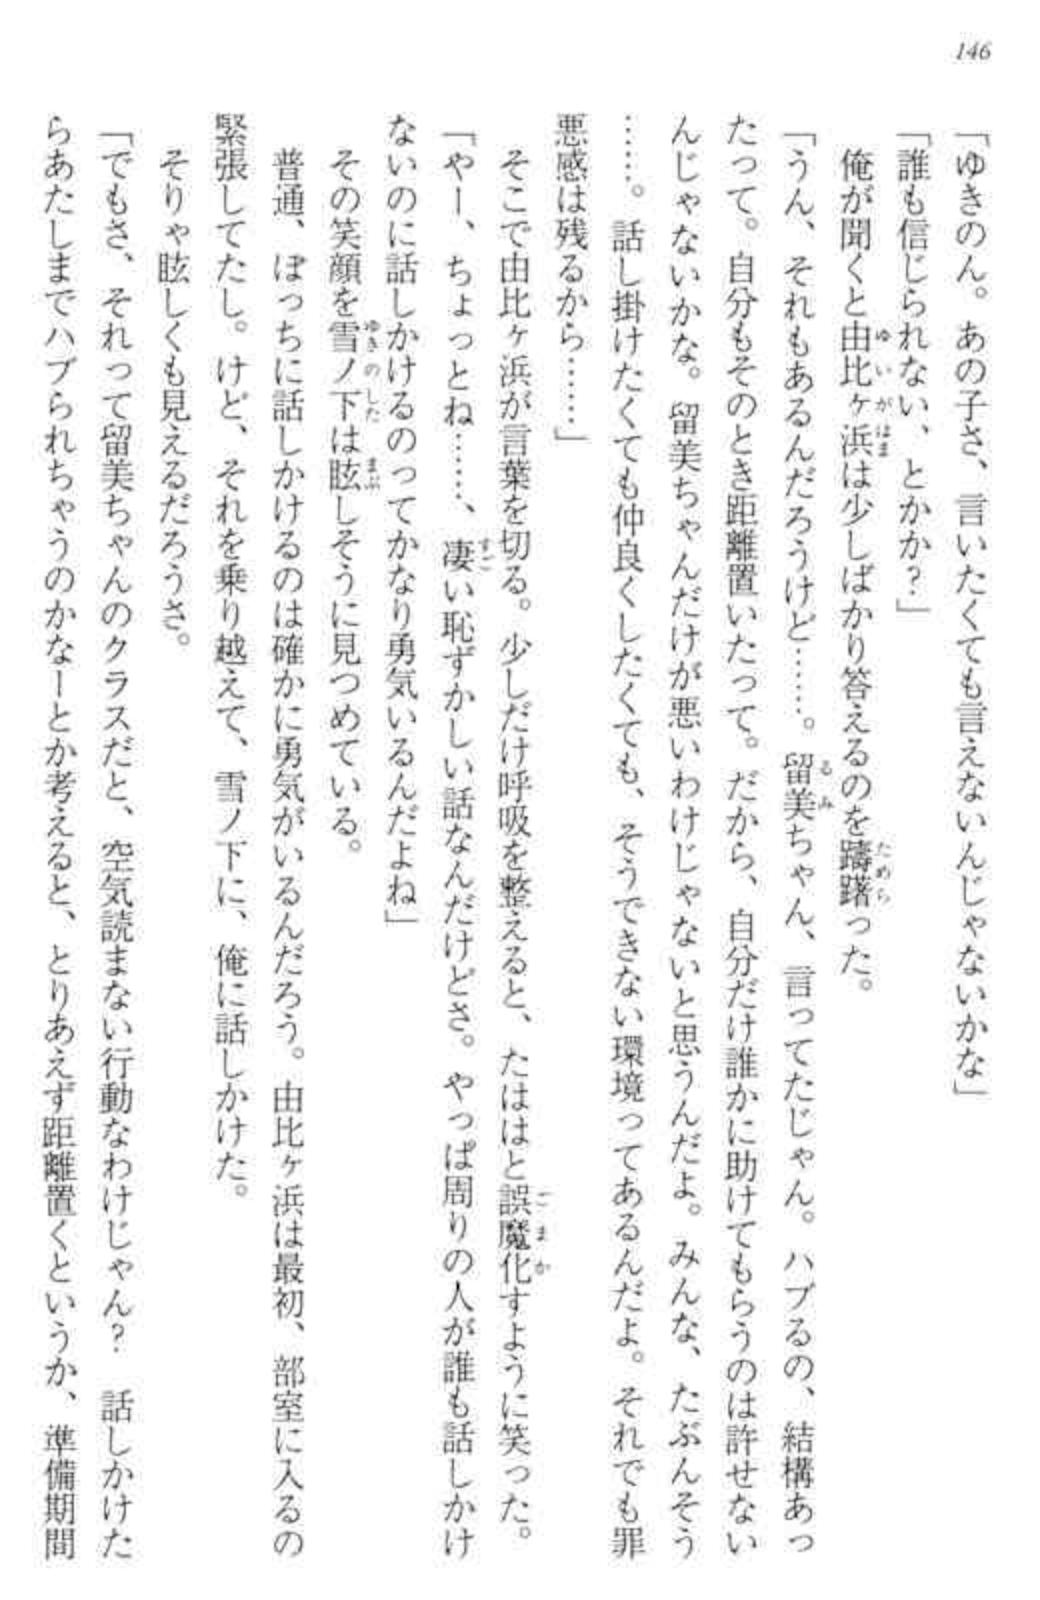 146
「ゆきのん。あの子さ、言いたくても言えないんじゃないかな」
「誰も信じられない、とかか？」
　俺が聞くと由比ヶ浜は少しばかり答えるのを躊躇った。
「うん、それもあるんだろうけど……。留美ちゃん、言ってたじゃん。ハブるの、結構あっ
たって。自分もそのとき距離置いたって。だから、自分だけ誰かに助けてもらうのは許せない
んじゃないかな。留美ちゃんだけが悪いわけじゃないと思うんだよ。みんな、たぶんそう
……。話し掛けたくても仲良くしたくても、そうできない環境ってあるんだよ。それでも罪
悪感は残るから……」
　そこで由比ヶ浜が言葉を切る。少しだけ呼吸を整えると、たははと誤魔化すように笑った。
「やー、ちょっとね……、凄い恥ずかしい話なんだけどさ。やっぱ周りの人が誰も話しかけ
ないのに話しかけるのってかなり勇気いるんだよね」
　その笑顔を雪ノ下は眩しそうに見つめている。
　普通、ぼっちに話しかけるのは確かに勇気がいるんだろう。由比ヶ浜は最初、部室に入るの
緊張してたし。けど、それを乗り越えて、雪ノ下に、俺に話しかけた。
　そりゃ眩しくも見えるだろうさ。
「でもさ、それって留美ちゃんのクラスだと、空気読まない行動なわけじゃん？　話しかけた
らあたしまでハブられちゃうのかなーとか考えると、とりあえず距離置くというか、準備期間